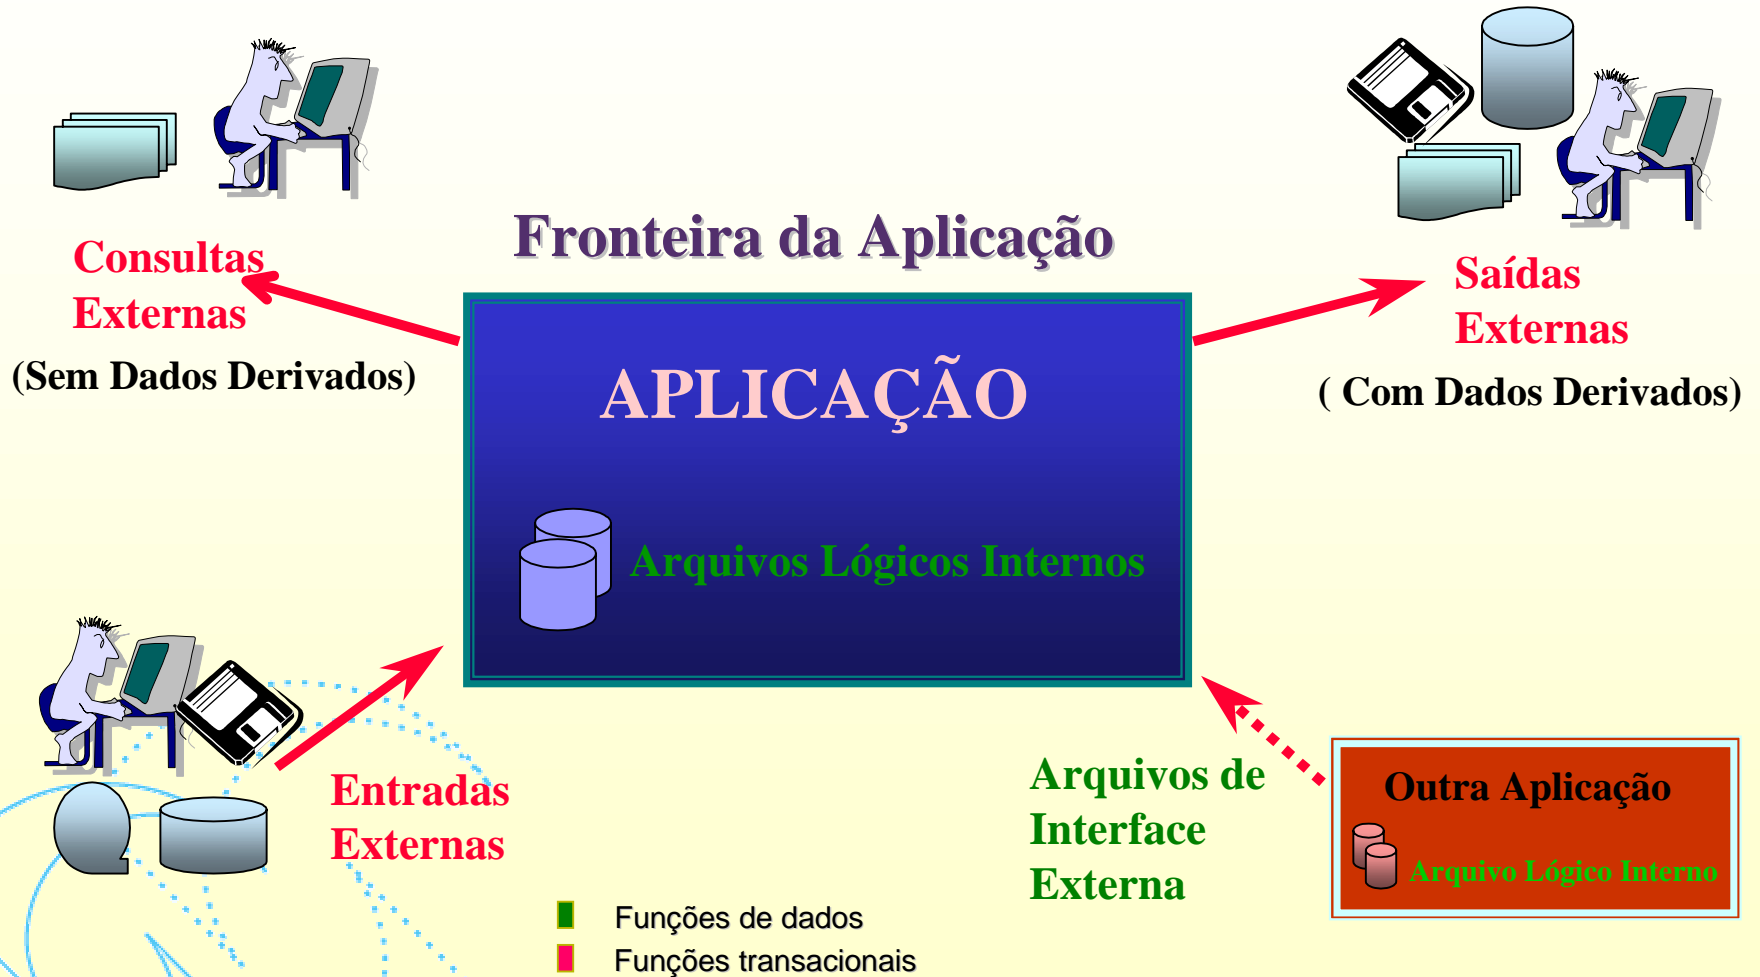 Fronteira da Aplicação
Consultas
Externas
(Sem Dados Derivados)
Saídas
Externas
( Com Dados Derivados)
APLICAÇÃO
Arquivos Lógicos Internos
Entradas
Externas
Arquivos de
Interface
Externa
Outra Aplicação
Arquivo Lógico Interno
Funções de dados
Funções transacionais